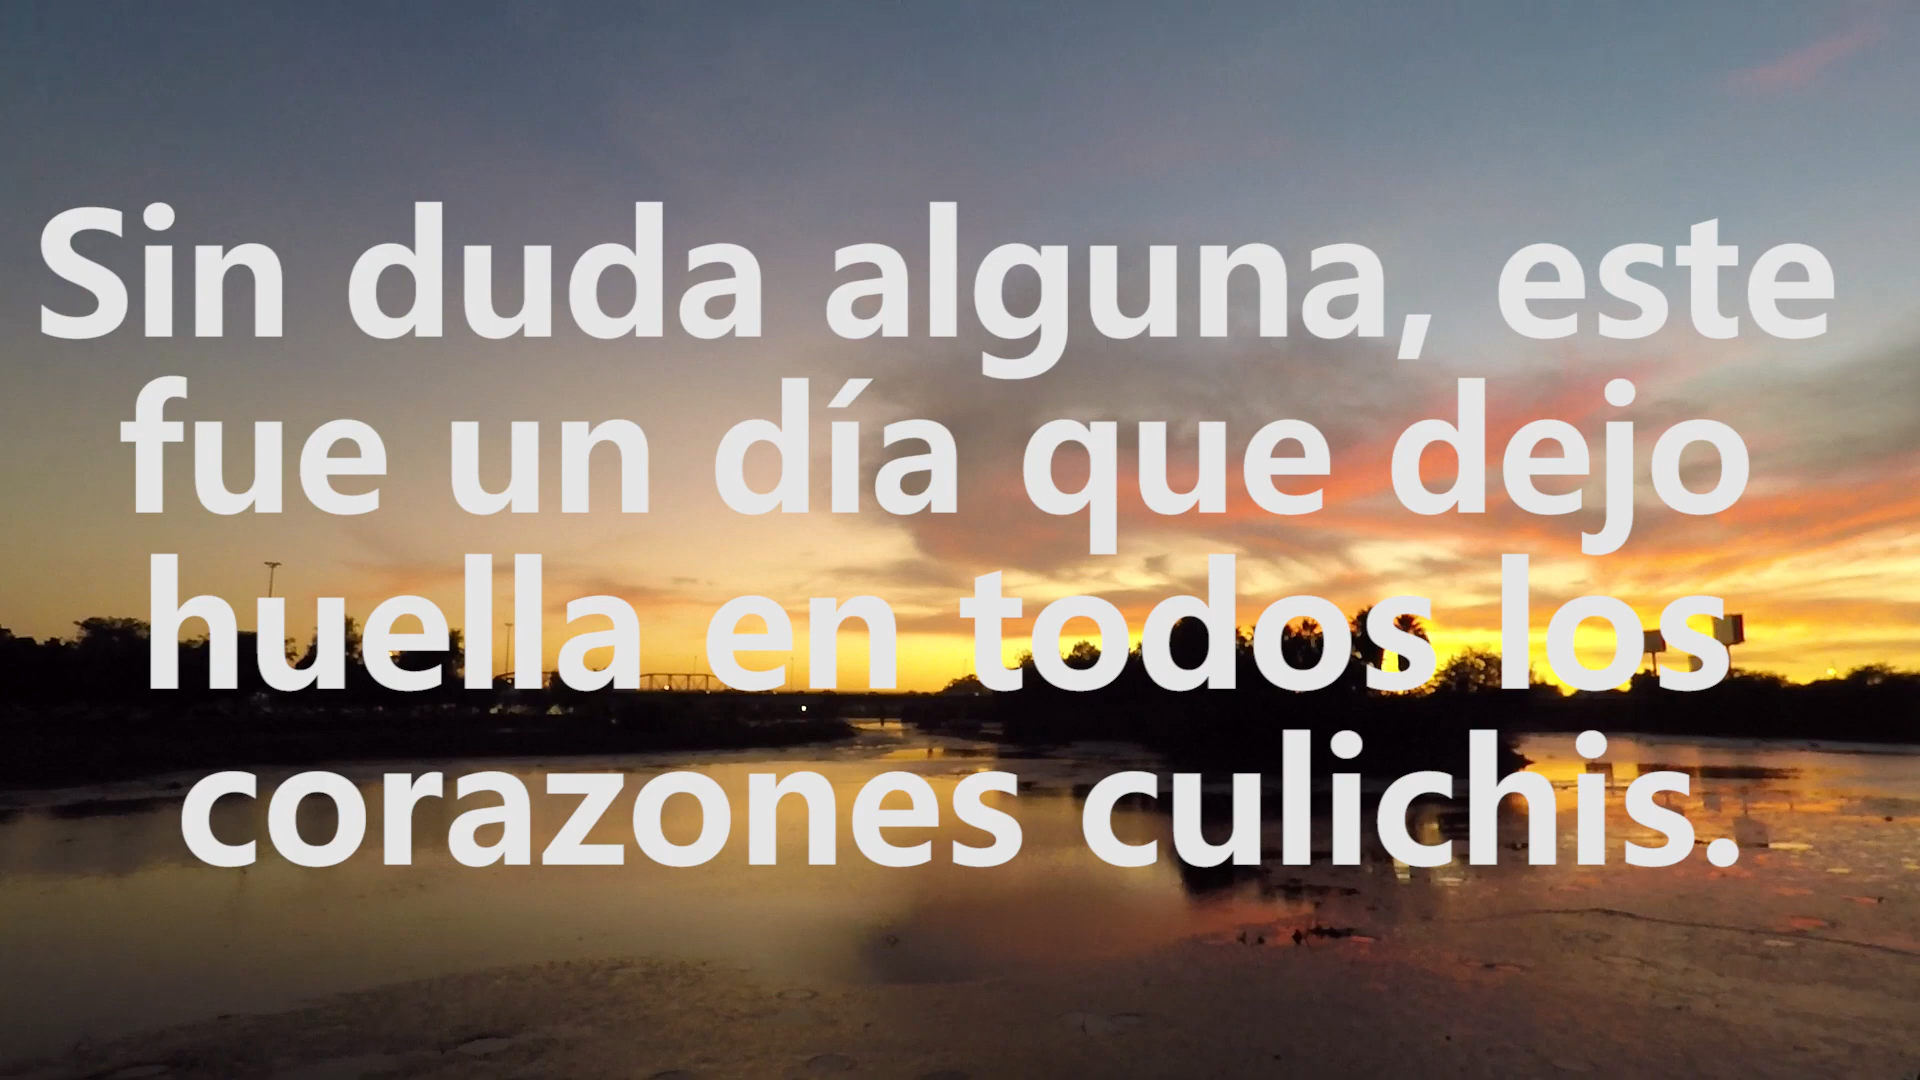 Sin duda alguna, este
fue un día que dejo
huella en todos los
corazones culichis.